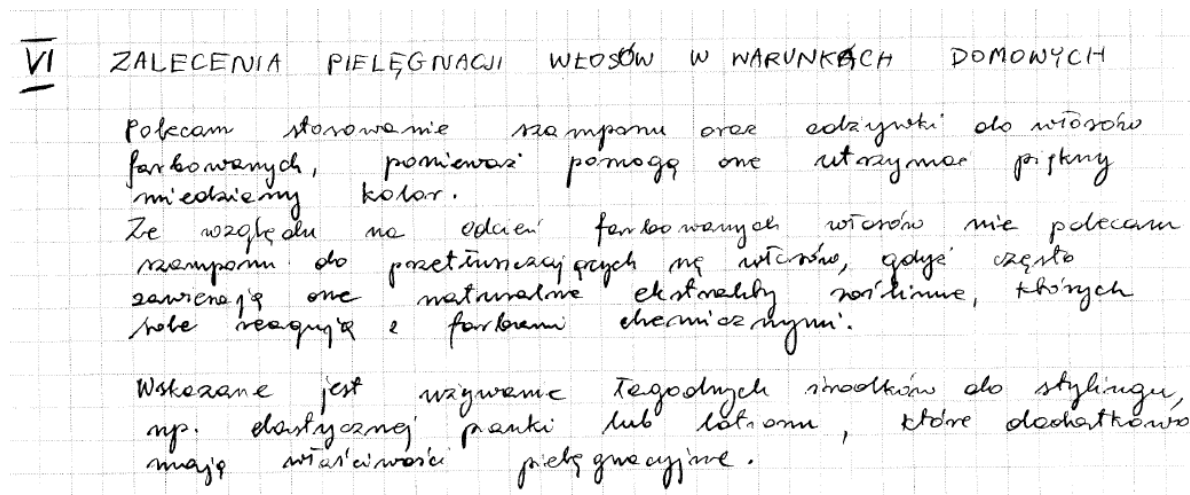 VI ZALECENIA PIELĘGNACJI WŁOSÓW W WARUNKACH DOMOWYCH
Polecam stosowanie szamponu oraz odżywki do włosów
farbowanych, ponieważ pomogą one utrzymać piękny
miedziany kolor.
Ze względu na odcień farbowanych włosów nie polecam
szamponu do przetłuszczających się włosów, gdyż często
zawierają one naturalne ekstrakty roślinne, których
reagują z farbami chemicznymi.
Wskazane jest używanie łagodnych środków do stylingu,
np. elastycznej pianki lub lotionu, które dodatkowo
mają właściwości pielęgnacyjne.